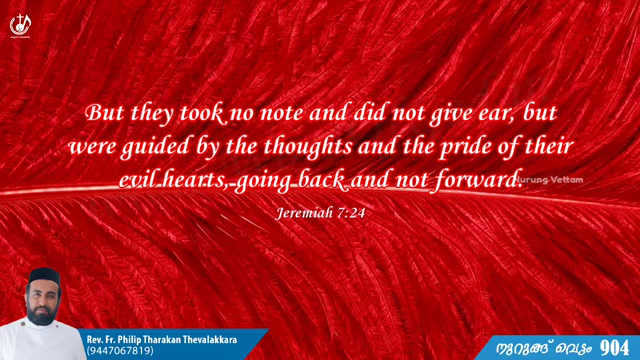 But they took no note and did not give ear, but
were guided by the thoughts and the pride of their
evil hearts, going back and not forward.
Nurung Vettam
Jeremiah 7:24
Rev. Fr. Philip Tharakan Thevalakkara
(9447067819)
നുറുങ്ങ് വെട്ടം 904